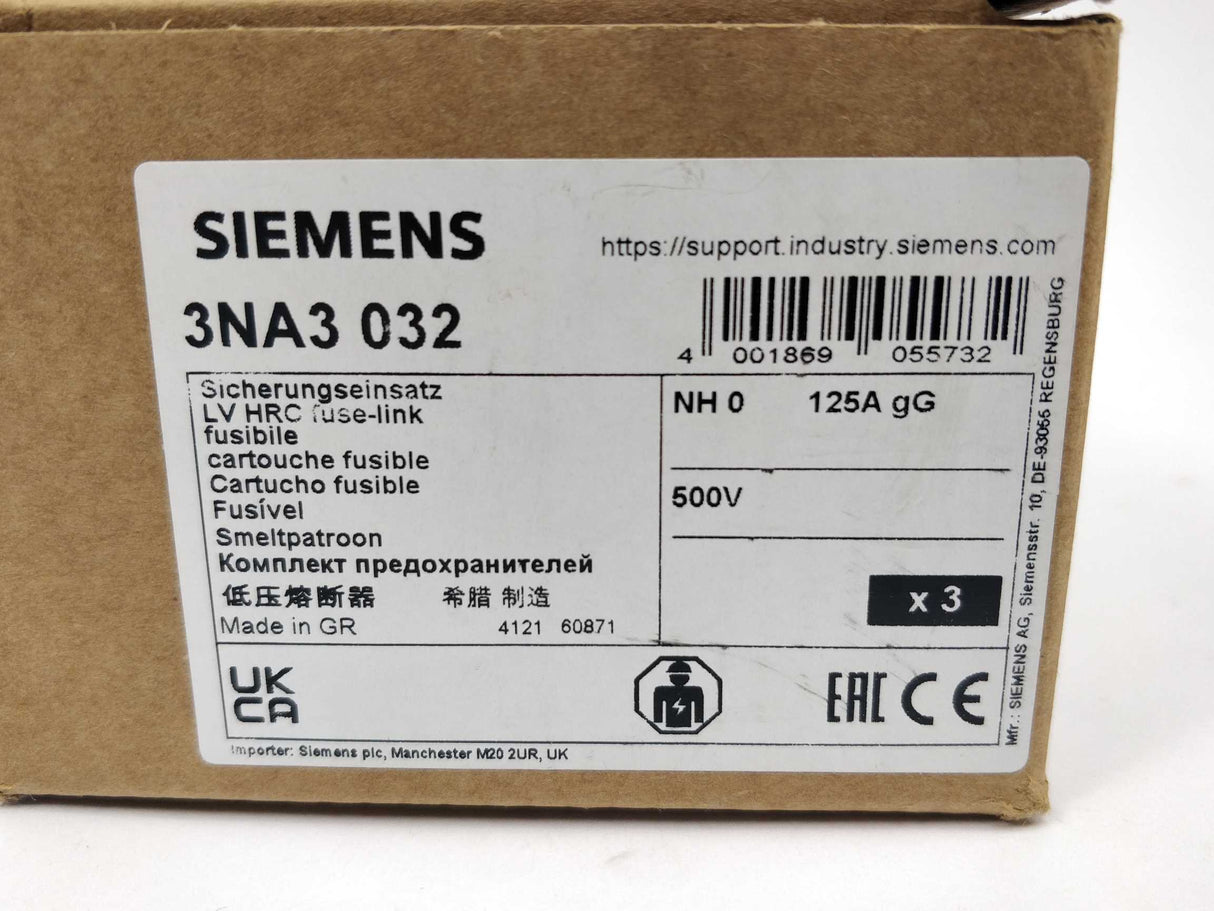 SIEMENS
https://support.industry.siemens.com
3NA3 032
4 001869 055732
Sicherungseinsatz
LV HRC fuse-link
fusibile
cartouche fusible
Cartucho fusible
Fusível
Smeltpatroon
Комплект предохранителей
低压熔断器 希腊 制造
Made in GR 4121 60871
NH 0 125A gG
500V
x 3
UK
CA
EAC CE
Importer: Siemens plc, Manchester M20 2UR, UK
Mfr.: SIEMENS AG, Siemensstr. 10, DE-93055 REGENSBURG